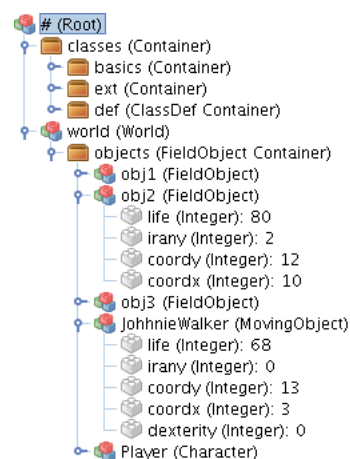 # (Root)
classes (Container)
basics (Container)
ext (Container)
def (ClassDef Container)
world (World)
objects (FieldObject Container)
obj1 (FieldObject)
obj2 (FieldObject)
life (Integer): 80
irany (Integer): 2
coordy (Integer): 12
coordx (Integer): 10
obj3 (FieldObject)
JohhnieWalker (MovingObject)
life (Integer): 68
irany (Integer): 0
coordy (Integer): 13
coordx (Integer): 3
dexterity (Integer): 0
Player (Character)